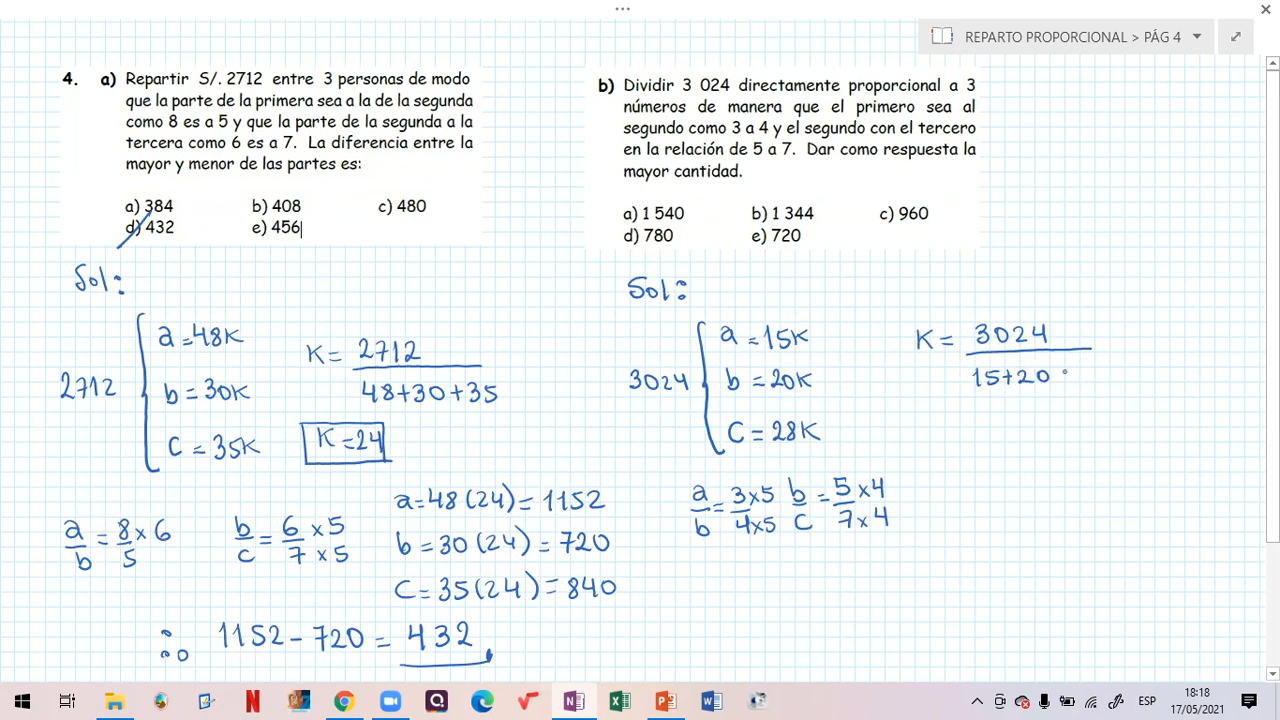 ...
REPARTO PROPORCIONAL > PÁG 4
4. a) Repartir S/. 2712 entre 3 personas de modo
que la parte de la primera sea a la de la segunda
como 8 es a 5 y que la parte de la segunda a la
tercera como 6 es a 7. La diferencia entre la
mayor y menor de las partes es:
a) 384 b) 408 c) 480
d) 432 e) 456
b) Dividir 3 024 directamente proporcional a 3
números de manera que el primero sea al
segundo como 3 a 4 y el segundo con el tercero
en la relación de 5 a 7. Dar como respuesta la
mayor cantidad.
a) 1 540 b) 1 344 c) 960
d) 780 e) 720
Sol:
2712
a = 48K
b = 30K
c = 35K
K = 2712
48+30+35
K = 24
a/b = 8/5 × 6
b/c = 6 × 5 / 7 × 5
a = 48 (24) = 1152
b = 30 (24) = 720
c = 35 (24) = 840
∴ 1152 - 720 = 432
Sol:
3024
a = 15K
b = 20K
c = 28K
K = 3024
15+20
a/b = 3×5 / 4×5 b/c = 5×4 / 7×4
ESP
18:18
17/05/2021